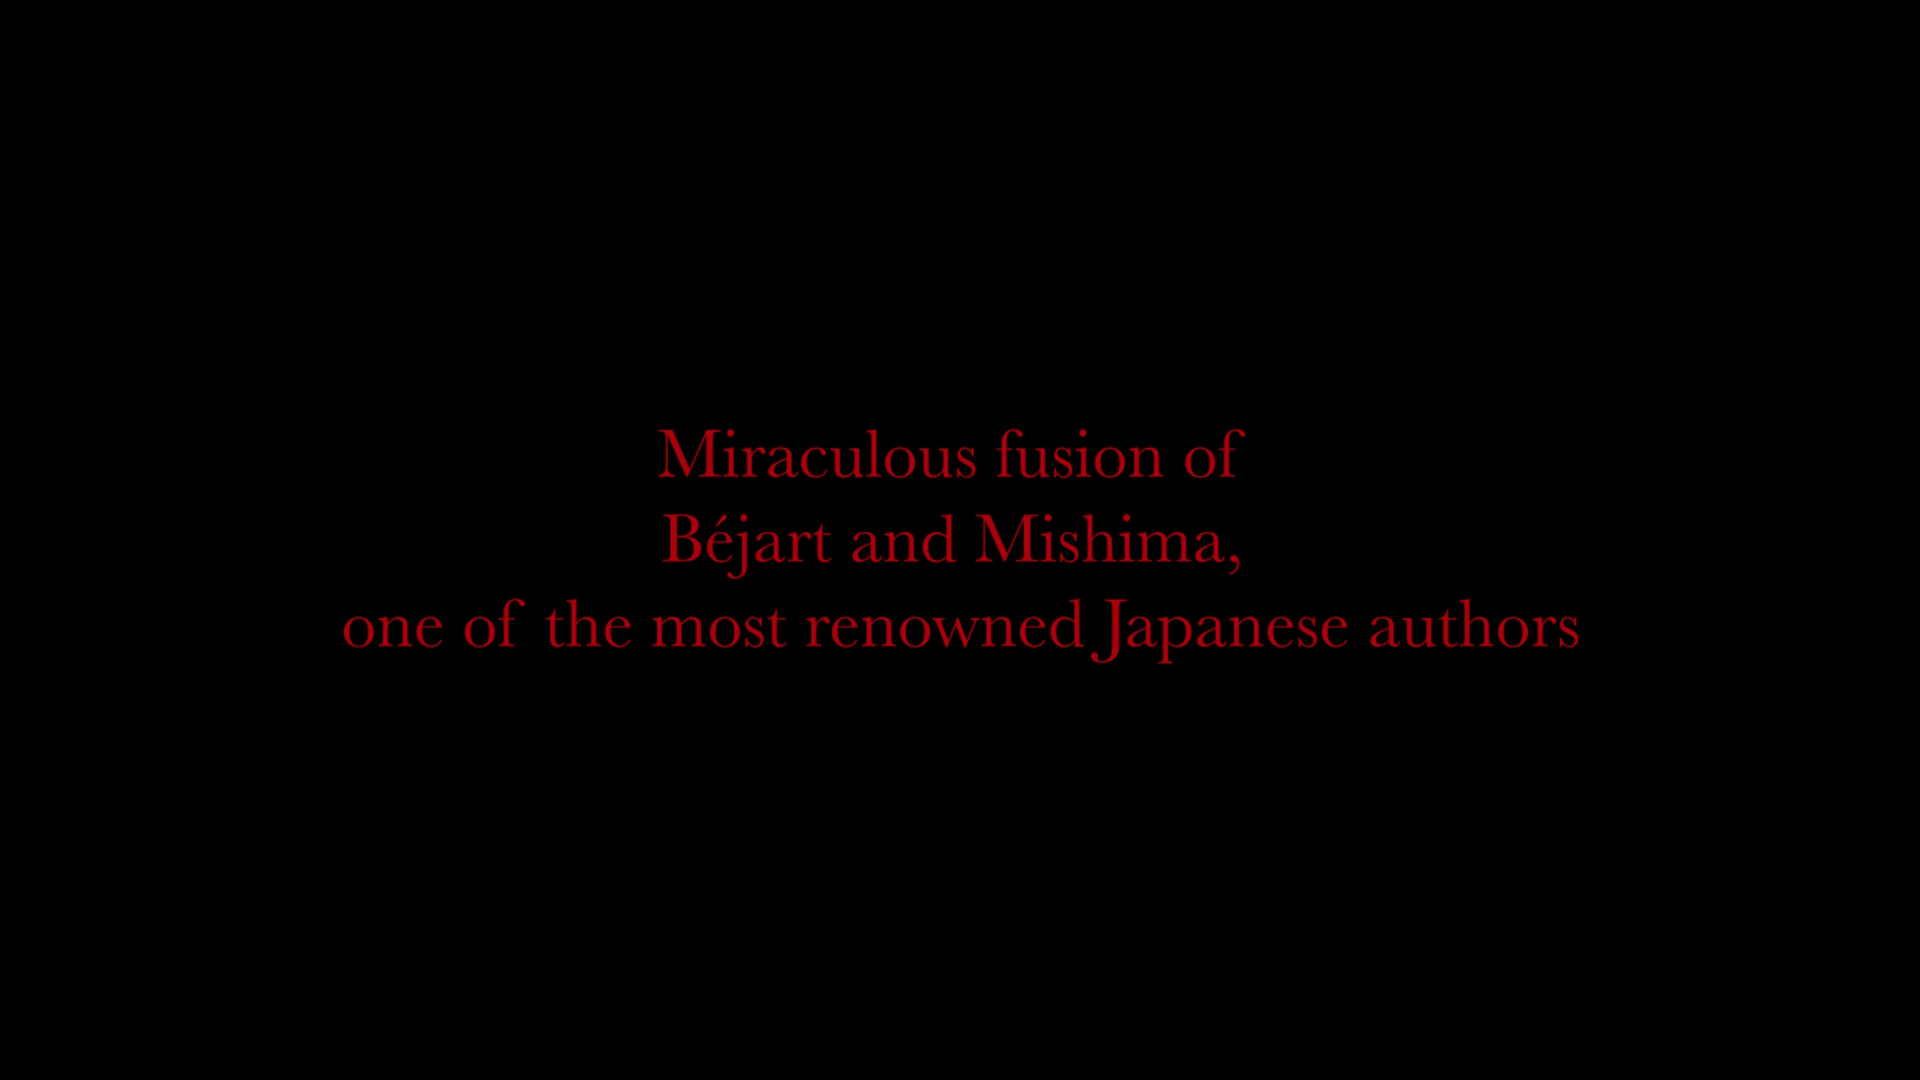 Miraculous fusion of
Béjart and Mishima,
one of the most renowned Japanese authors